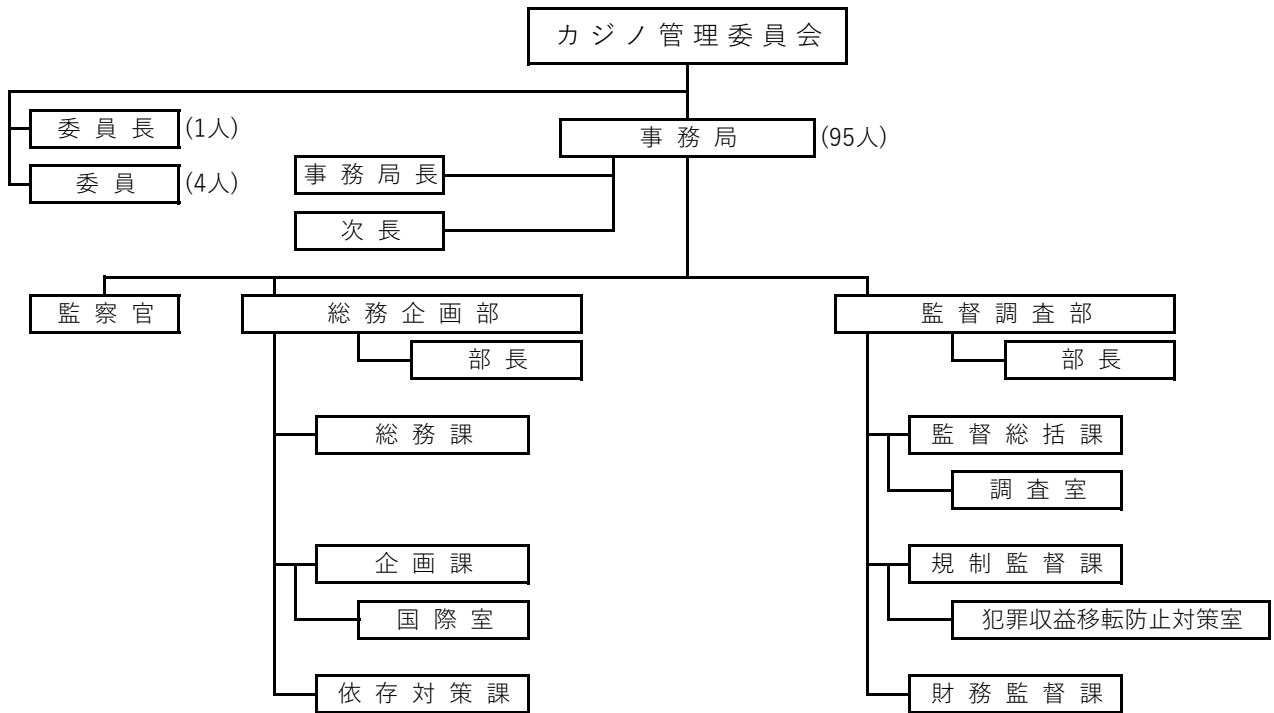 カジノ管理委員会
委員長 (1人)
委員 (4人)
事務局 (95人)
事務局長
次長
監察官
総務企画部
部長
総務課
企画課
国際室
依存対策課
監督調査部
部長
監督総括課
調査室
規制監督課
犯罪収益移転防止対策室
財務監督課